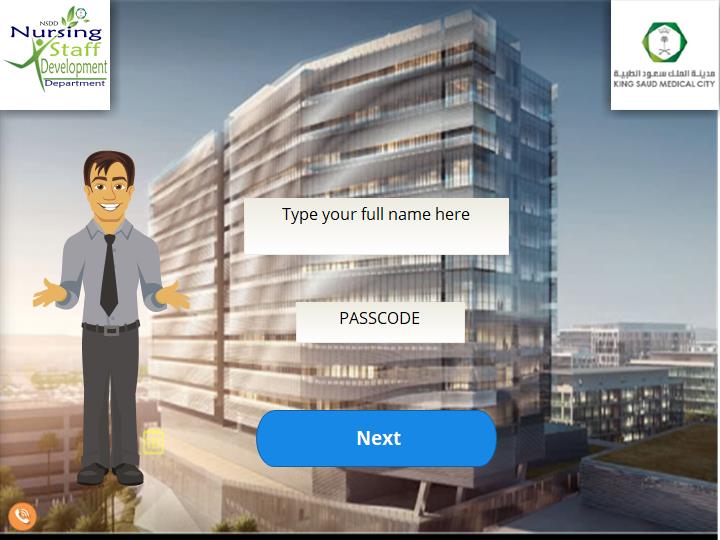 NSDD
Nursing
Staff
Development
Department
مدينة الملك سعود الطبية
KING SAUD MEDICAL CITY
Type your full name here
PASSCODE
Next